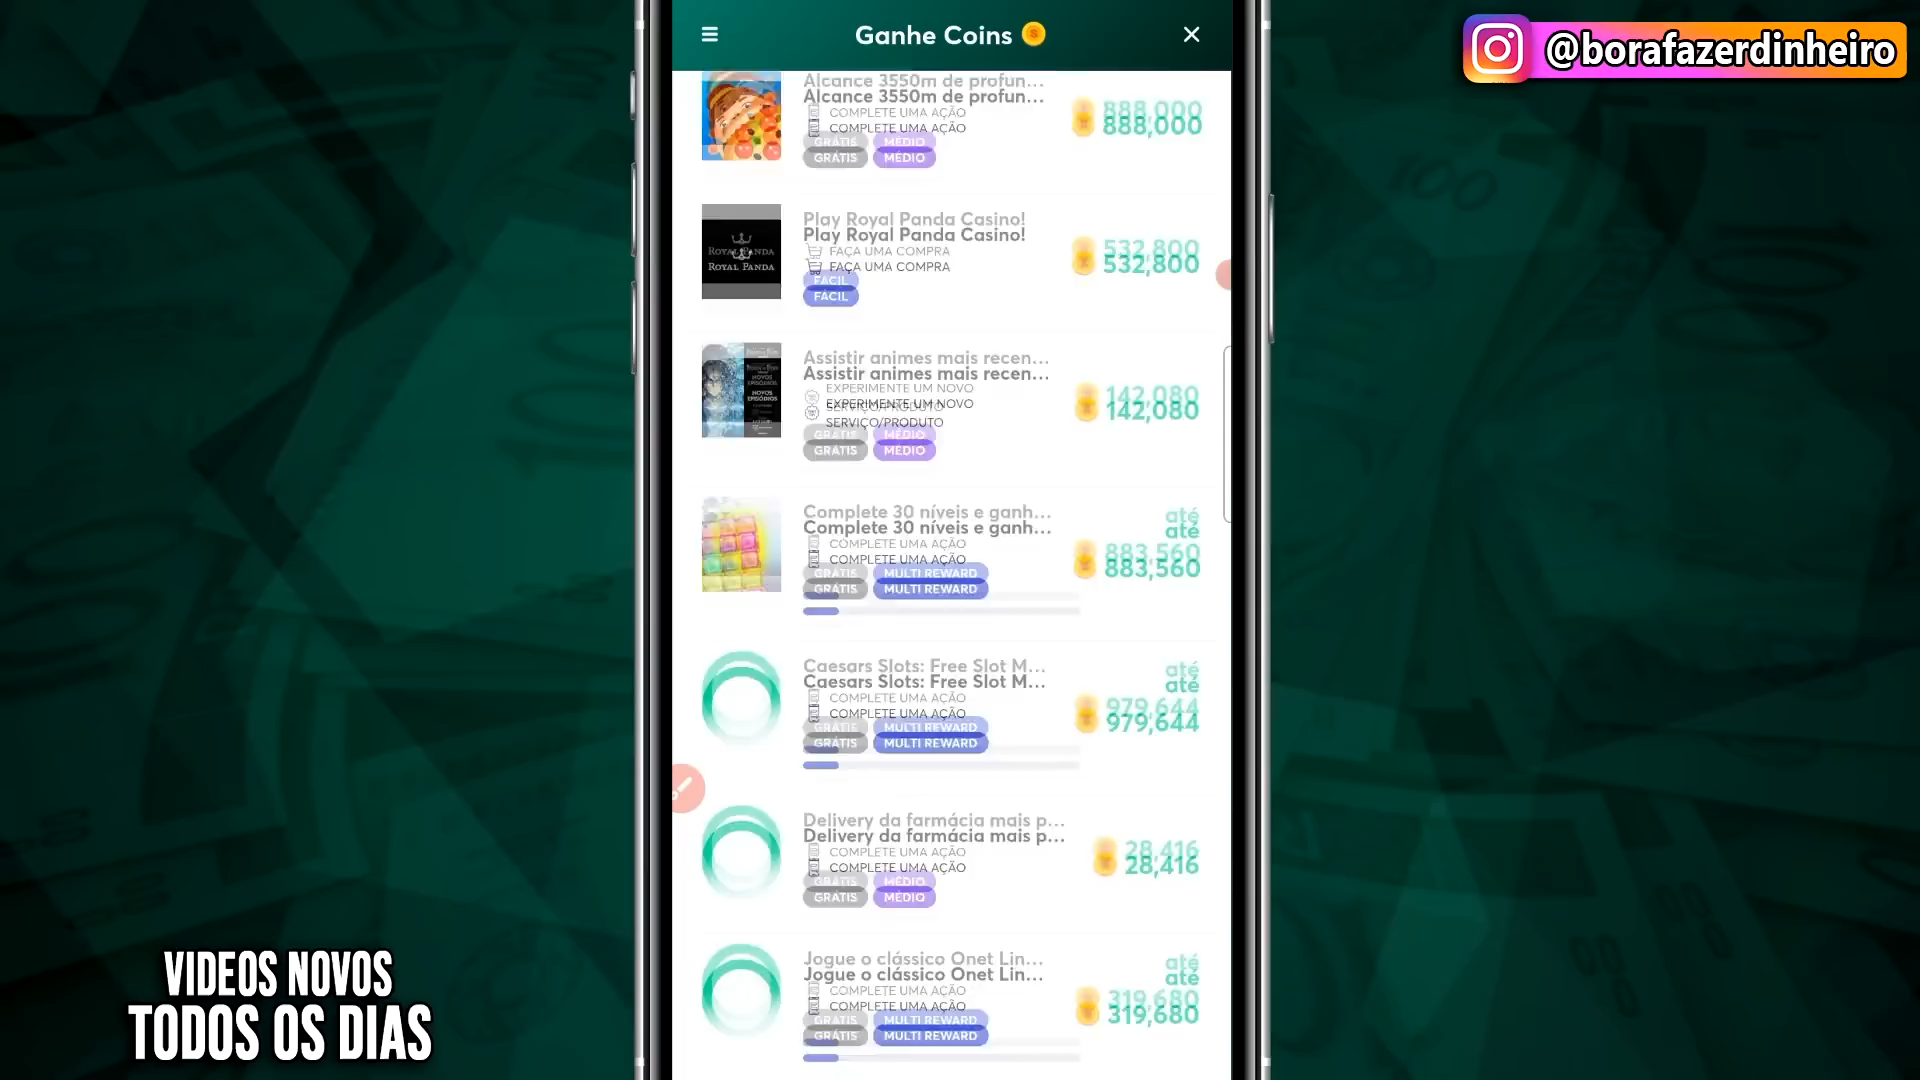 Ganhe Coins
@borafazerdinheiro
Alcance 3550m de profun...
COMPLETE UMA AÇÃO
GRÁTIS MÉDIO
888,000
ROYAL PANDA
Play Royal Panda Casino!
FAÇA UMA COMPRA
FÁCIL
532,800
NOVOS
EPISÓDIOS
Assistir animes mais recen...
EXPERIMENTE UM NOVO
SERVIÇO/PRODUTO
GRÁTIS MÉDIO
142,080
Complete 30 níveis e ganh...
COMPLETE UMA AÇÃO
GRÁTIS MULTI REWARD
até
883,560
Caesars Slots: Free Slot M...
COMPLETE UMA AÇÃO
GRÁTIS MULTI REWARD
até
979,644
Delivery da farmácia mais p...
COMPLETE UMA AÇÃO
GRÁTIS MÉDIO
28,416
Jogue o clássico Onet Lin...
COMPLETE UMA AÇÃO
GRÁTIS MULTI REWARD
até
319,680
VIDEOS NOVOS
TODOS OS DIAS